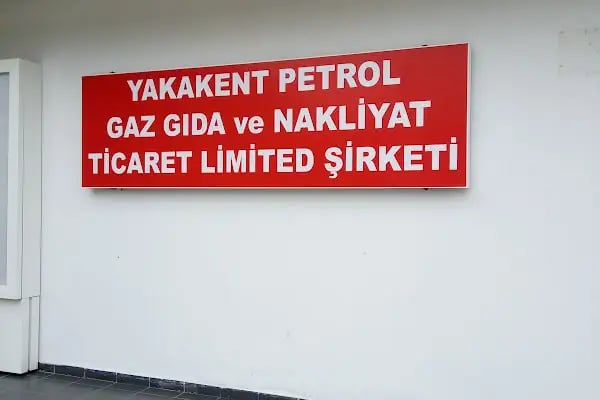 YAKAKENT PETROL
GAZ GIDA ve NAKLİYAT
TİCARET LİMİTED ŞİRKETİ